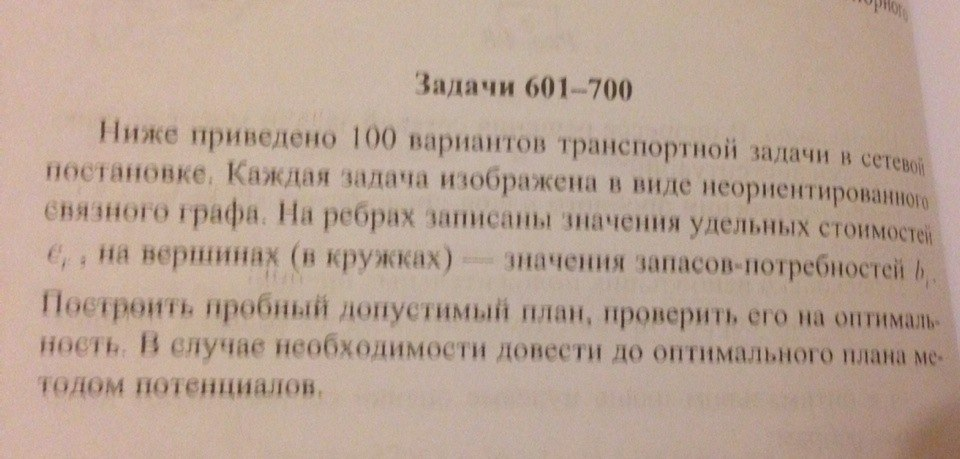 Задачи 601–700
Ниже приведено 100 вариантов транспортной задачи в сетевой
постановке. Каждая задача изображена в виде неориентированного
связного графа. На ребрах записаны значения удельных стоимостей
c_i, на вершинах (в кружках) — значения запасов-потребностей b_i.
Построить пробный допустимый план, проверить его на оптималь-
ность. В случае необходимости довести до оптимального плана ме-
тодом потенциалов.